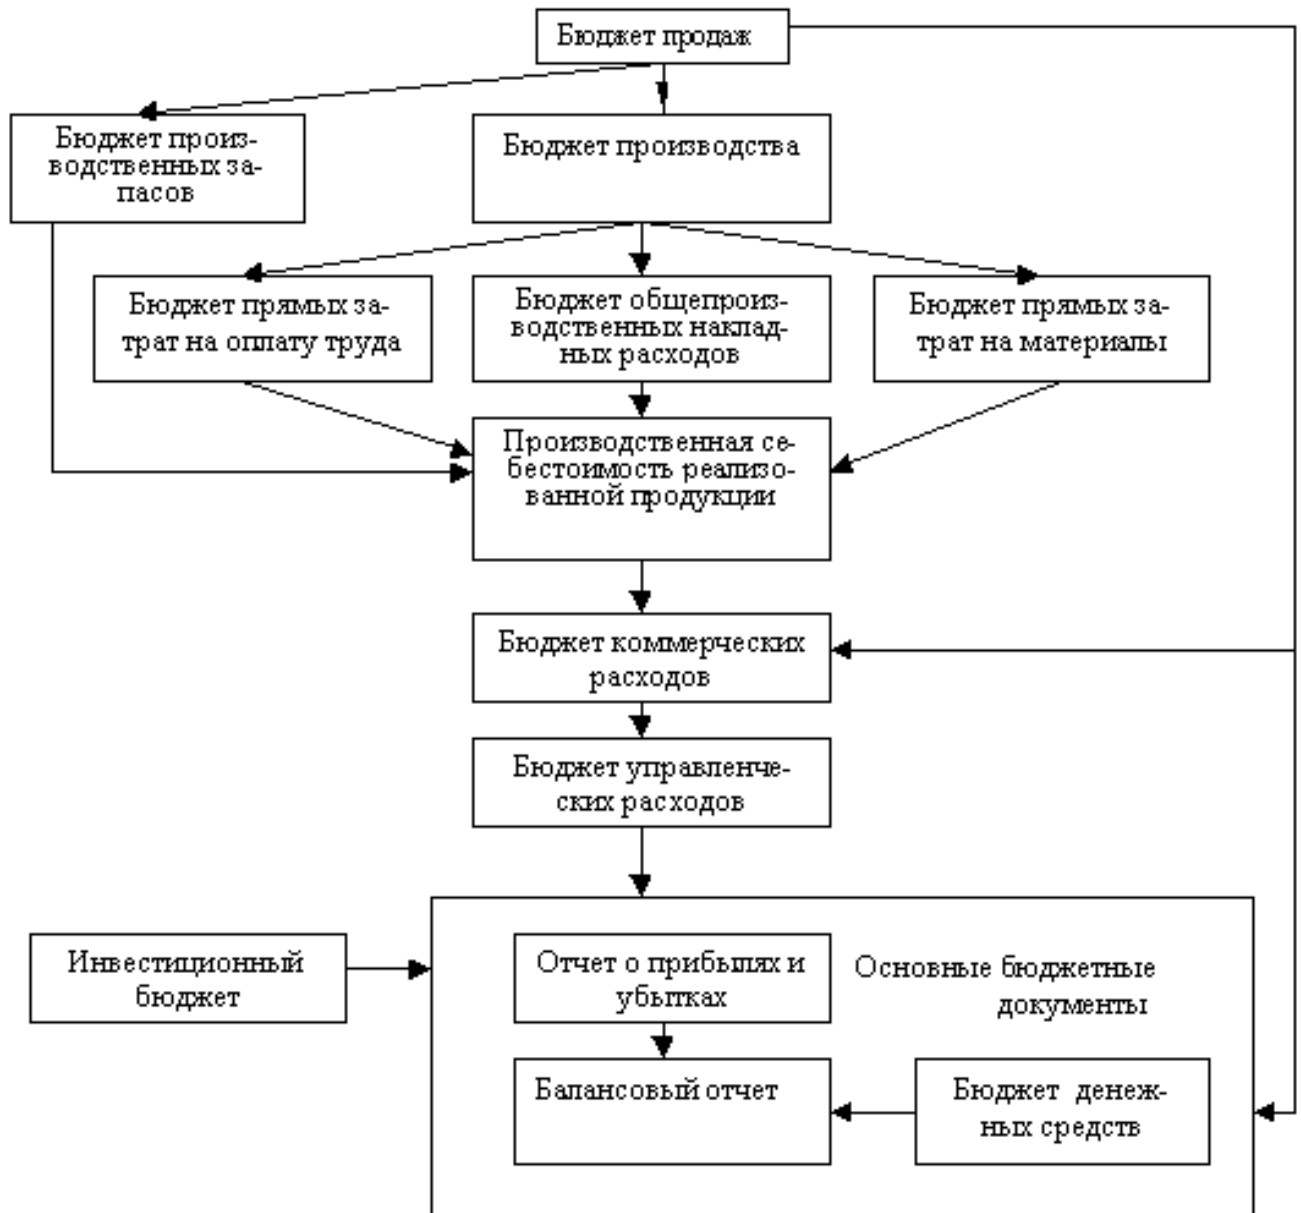 Бюджет продаж
Бюджет произ-
водственных за-
пасов
Бюджет производства
Бюджет прямых за-
трат на оплату труда
Бюджет общепроиз-
водственных наклад-
ных расходов
Бюджет прямых за-
трат на материалы
Производственная се-
бестоимость реализо-
ванной продукции
Бюджет коммерческих
расходов
Бюджет управленче-
ских расходов
Инвестиционный
бюджет
Отчет о прибылях и
убытках
Основные бюджетные
документы
Балансовый отчет
Бюджет денеж-
ных средств